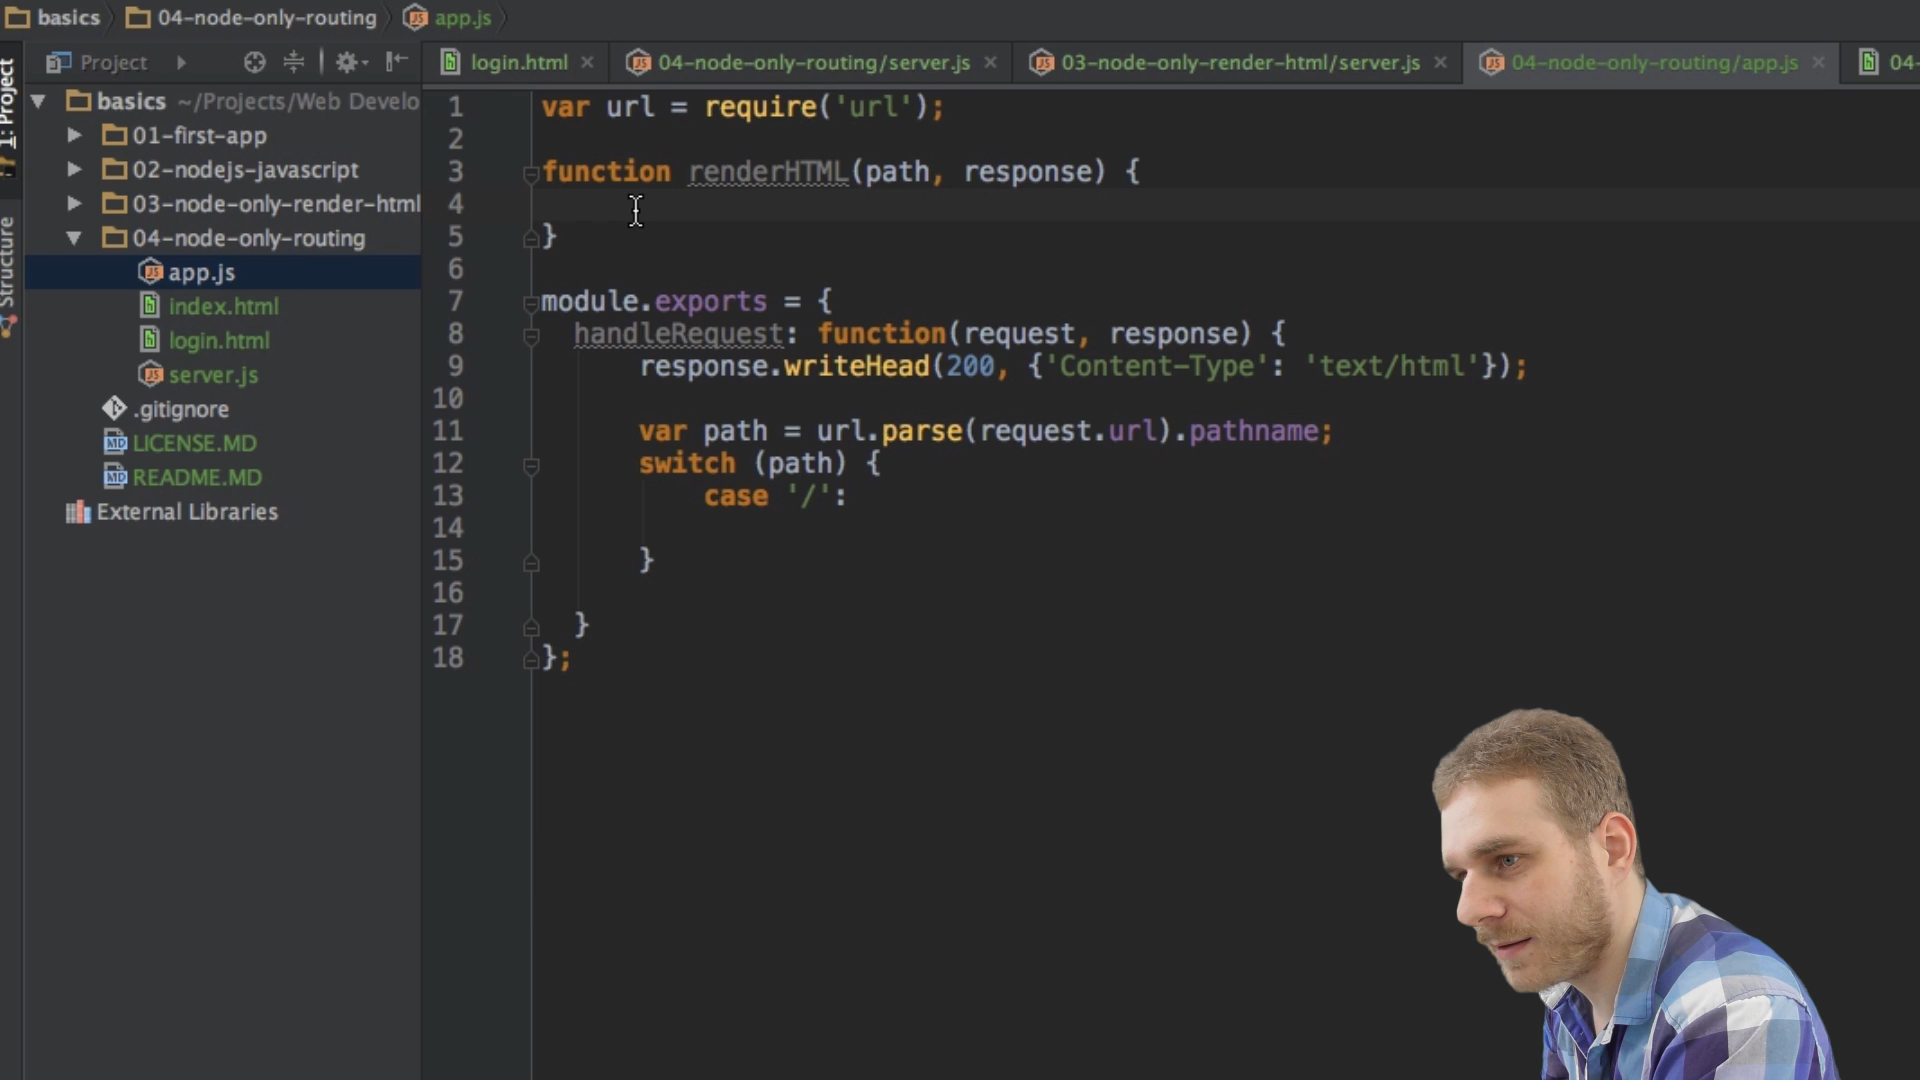 basics 04-node-only-routing app.js
Project
login.html 04-node-only-routing/server.js 03-node-only-render-html/server.js 04-node-only-routing/app.js 04-
1: Project
Structure
basics ~/Projects/Web Develo
01-first-app
02-nodejs-javascript
03-node-only-render-html
04-node-only-routing
app.js
index.html
login.html
server.js
.gitignore
LICENSE.MD
README.MD
External Libraries
1 var url = require('url');
2
3 function renderHTML(path, response) {
4
5 }
6
7 module.exports = {
8 handleRequest: function(request, response) {
9 response.writeHead(200, {'Content-Type': 'text/html'});
10
11 var path = url.parse(request.url).pathname;
12 switch (path) {
13 case '/':
14
15 }
16
17 }
18 };